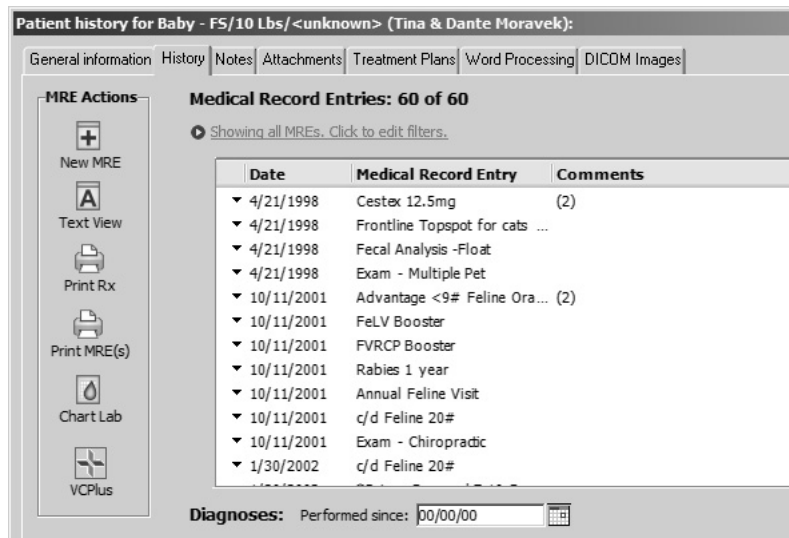 Patient history for Baby - FS/10 Lbs/<unknown> (Tina & Dante Moravek):
General information History Notes Attachments Treatment Plans Word Processing DICOM Images
MRE Actions
New MRE
Text View
Print Rx
Print MRE(s)
Chart Lab
VCPlus
Medical Record Entries: 60 of 60
Showing all MREs. Click to edit filters.
Date Medical Record Entry Comments
4/21/1998 Cestex 12.5mg (2)
4/21/1998 Frontline Topspot for cats ...
4/21/1998 Fecal Analysis -Float
4/21/1998 Exam - Multiple Pet
10/11/2001 Advantage <9# Feline Ora... (2)
10/11/2001 FeLV Booster
10/11/2001 FVRCP Booster
10/11/2001 Rabies 1 year
10/11/2001 Annual Feline Visit
10/11/2001 c/d Feline 20#
10/11/2001 Exam - Chiropractic
1/30/2002 c/d Feline 20#
Diagnoses: Performed since: 00/00/00